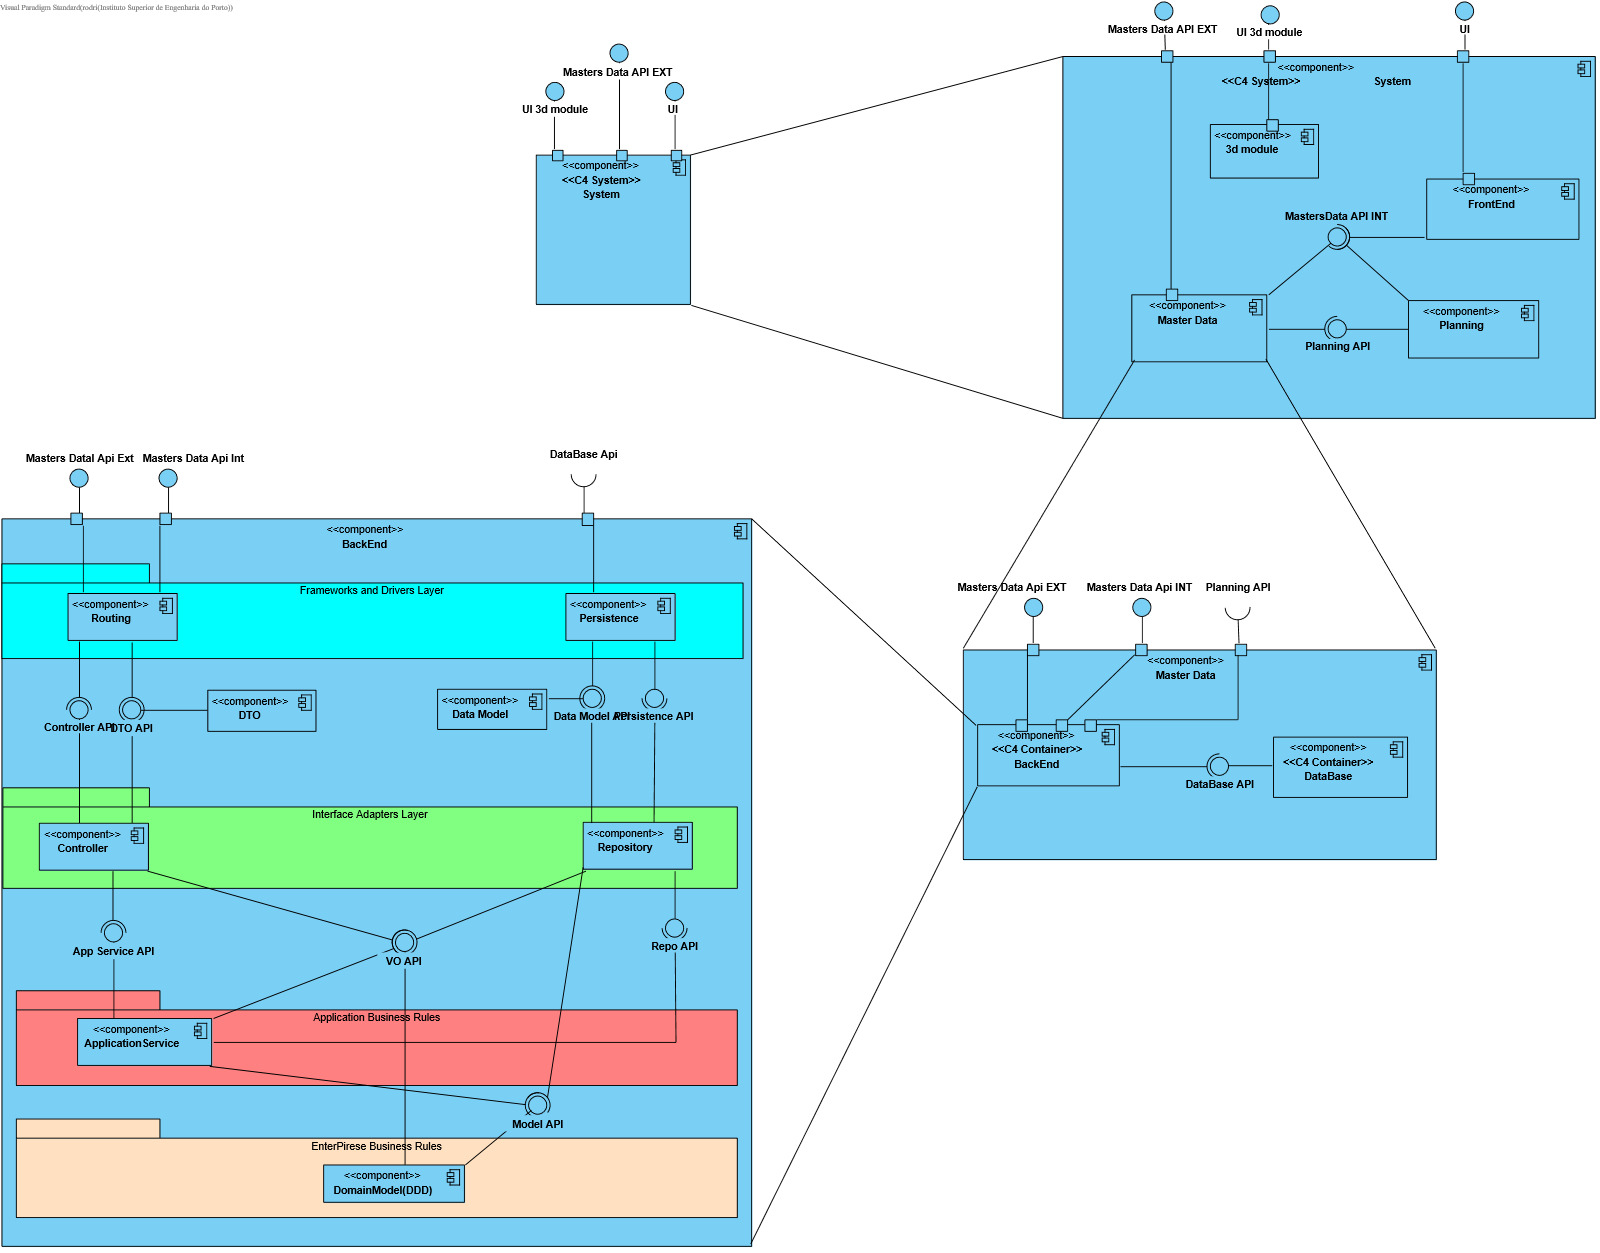 Visual Paradigm Standard(rodri(Instituto Superior de Engenharia do Porto))
Masters Data API EXT
UI 3d module
UI
<<component>>
<<C4 System>>
System
Masters Data API EXT
UI 3d module
UI
<<component>>
<<C4 System>>
System
<<component>>
3d module
<<component>>
FrontEnd
MastersData API INT
<<component>>
Master Data
Planning API
<<component>>
Planning
Masters Datal Api Ext
Masters Data Api Int
DataBase Api
<<component>>
BackEnd
Frameworks and Drivers Layer
<<component>>
Routing
<<component>>
Persistence
Controller API
DTO API
<<component>>
DTO
<<component>>
Data Model
Data Model API
Persistence API
Interface Adapters Layer
<<component>>
Controller
<<component>>
Repository
App Service API
VO API
Repo API
Application Business Rules
<<component>>
ApplicationService
Model API
EnterPirese Business Rules
<<component>>
DomainModel(DDD)
Masters Data Api EXT
Masters Data Api INT
Planning API
<<component>>
Master Data
<<component>>
<<C4 Container>>
BackEnd
DataBase API
<<component>>
<<C4 Container>>
DataBase